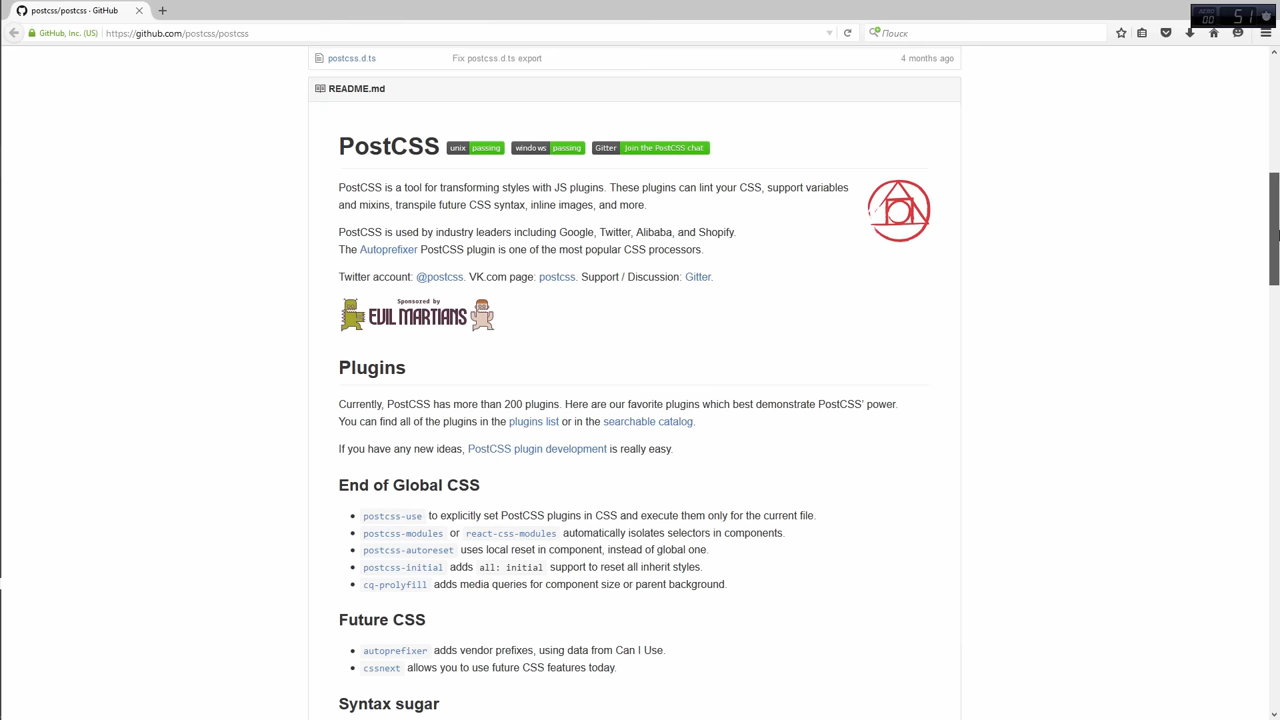 postcss/postcss · GitHub
AERO
00
51
GitHub, Inc. (US)
https://github.com/postcss/postcss
Поиск
postcss.d.ts
Fix postcss.d.ts export
4 months ago
README.md
PostCSS
unix passing
windows passing
Gitter Join the PostCSS chat
PostCSS is a tool for transforming styles with JS plugins. These plugins can lint your CSS, support variables
and mixins, transpile future CSS syntax, inline images, and more.
PostCSS is used by industry leaders including Google, Twitter, Alibaba, and Shopify.
The Autoprefixer PostCSS plugin is one of the most popular CSS processors.
Twitter account: @postcss. VK.com page: postcss. Support / Discussion: Gitter.
Sponsored by
EVIL MARTIANS
Plugins
Currently, PostCSS has more than 200 plugins. Here are our favorite plugins which best demonstrate PostCSS’ power.
You can find all of the plugins in the plugins list or in the searchable catalog.
If you have any new ideas, PostCSS plugin development is really easy.
End of Global CSS
postcss-use to explicitly set PostCSS plugins in CSS and execute them only for the current file.
postcss-modules or react-css-modules automatically isolates selectors in components.
postcss-autoreset uses local reset in component, instead of global one.
postcss-initial adds all: initial support to reset all inherit styles.
cq-prolyfill adds media queries for component size or parent background.
Future CSS
autoprefixer adds vendor prefixes, using data from Can I Use.
cssnext allows you to use future CSS features today.
Syntax sugar